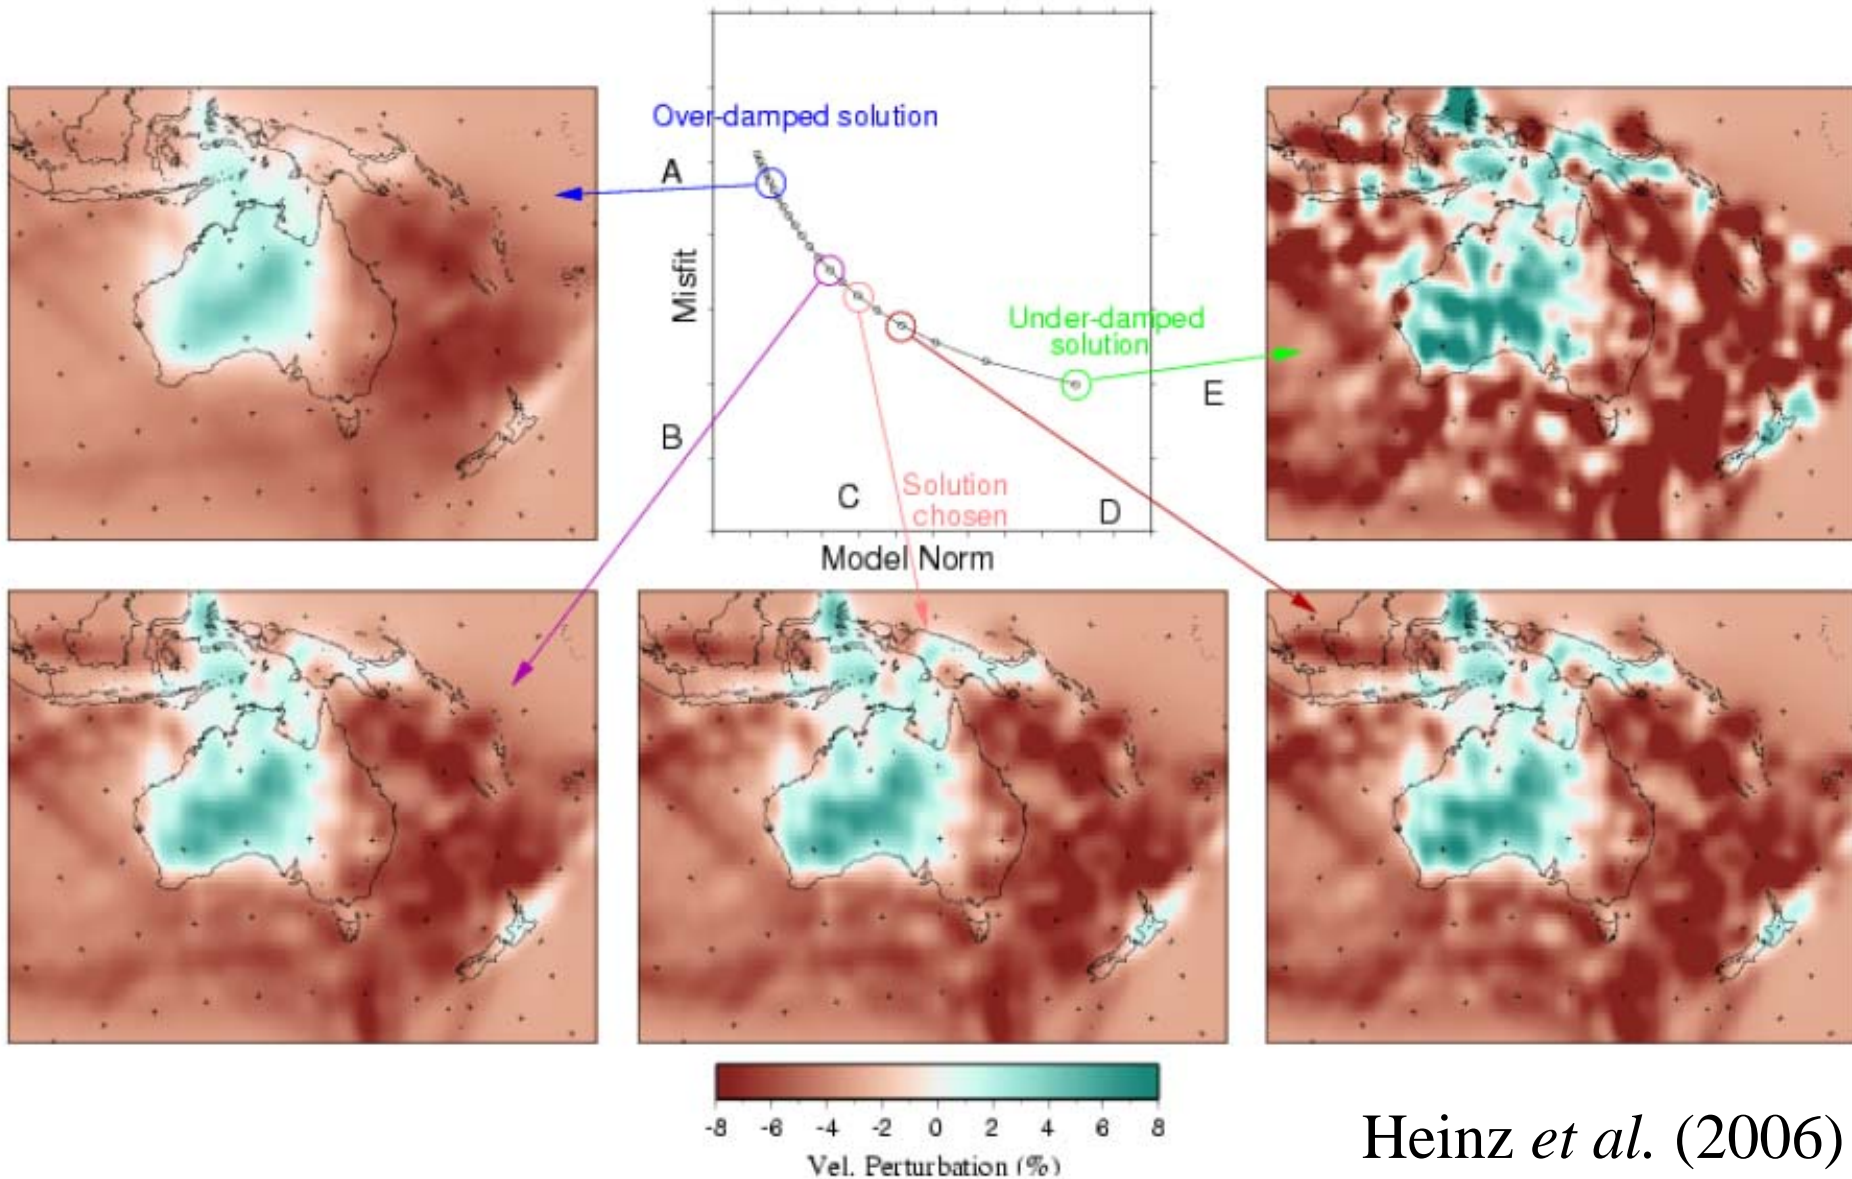 Over-damped solution
A
Misfit
Under-damped
solution
E
B
C
Solution
chosen
D
Model Norm
-8 -6 -4 -2 0 2 4 6 8
Vel. Perturbation (%)
Heinz et al. (2006)